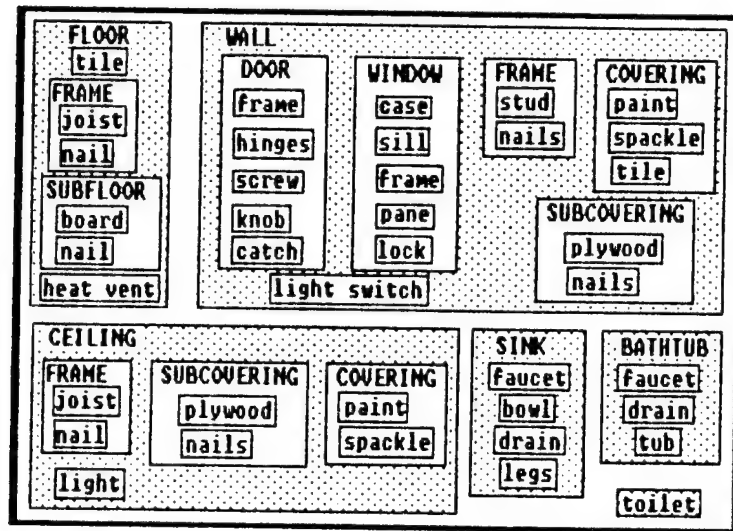 FLOOR
tile
FRAME
joist
nail
SUBFLOOR
board
nail
heat vent
WALL
DOOR
frame
hinges
screw
knob
catch
WINDOW
case
sill
frame
pane
lock
light switch
FRAME
stud
nails
COVERING
paint
spackle
tile
SUBCOVERING
plywood
nails
CEILING
FRAME
joist
nail
light
SUBCOVERING
plywood
nails
COVERING
paint
spackle
SINK
faucet
bowl
drain
legs
BATHTUB
faucet
drain
tub
toilet